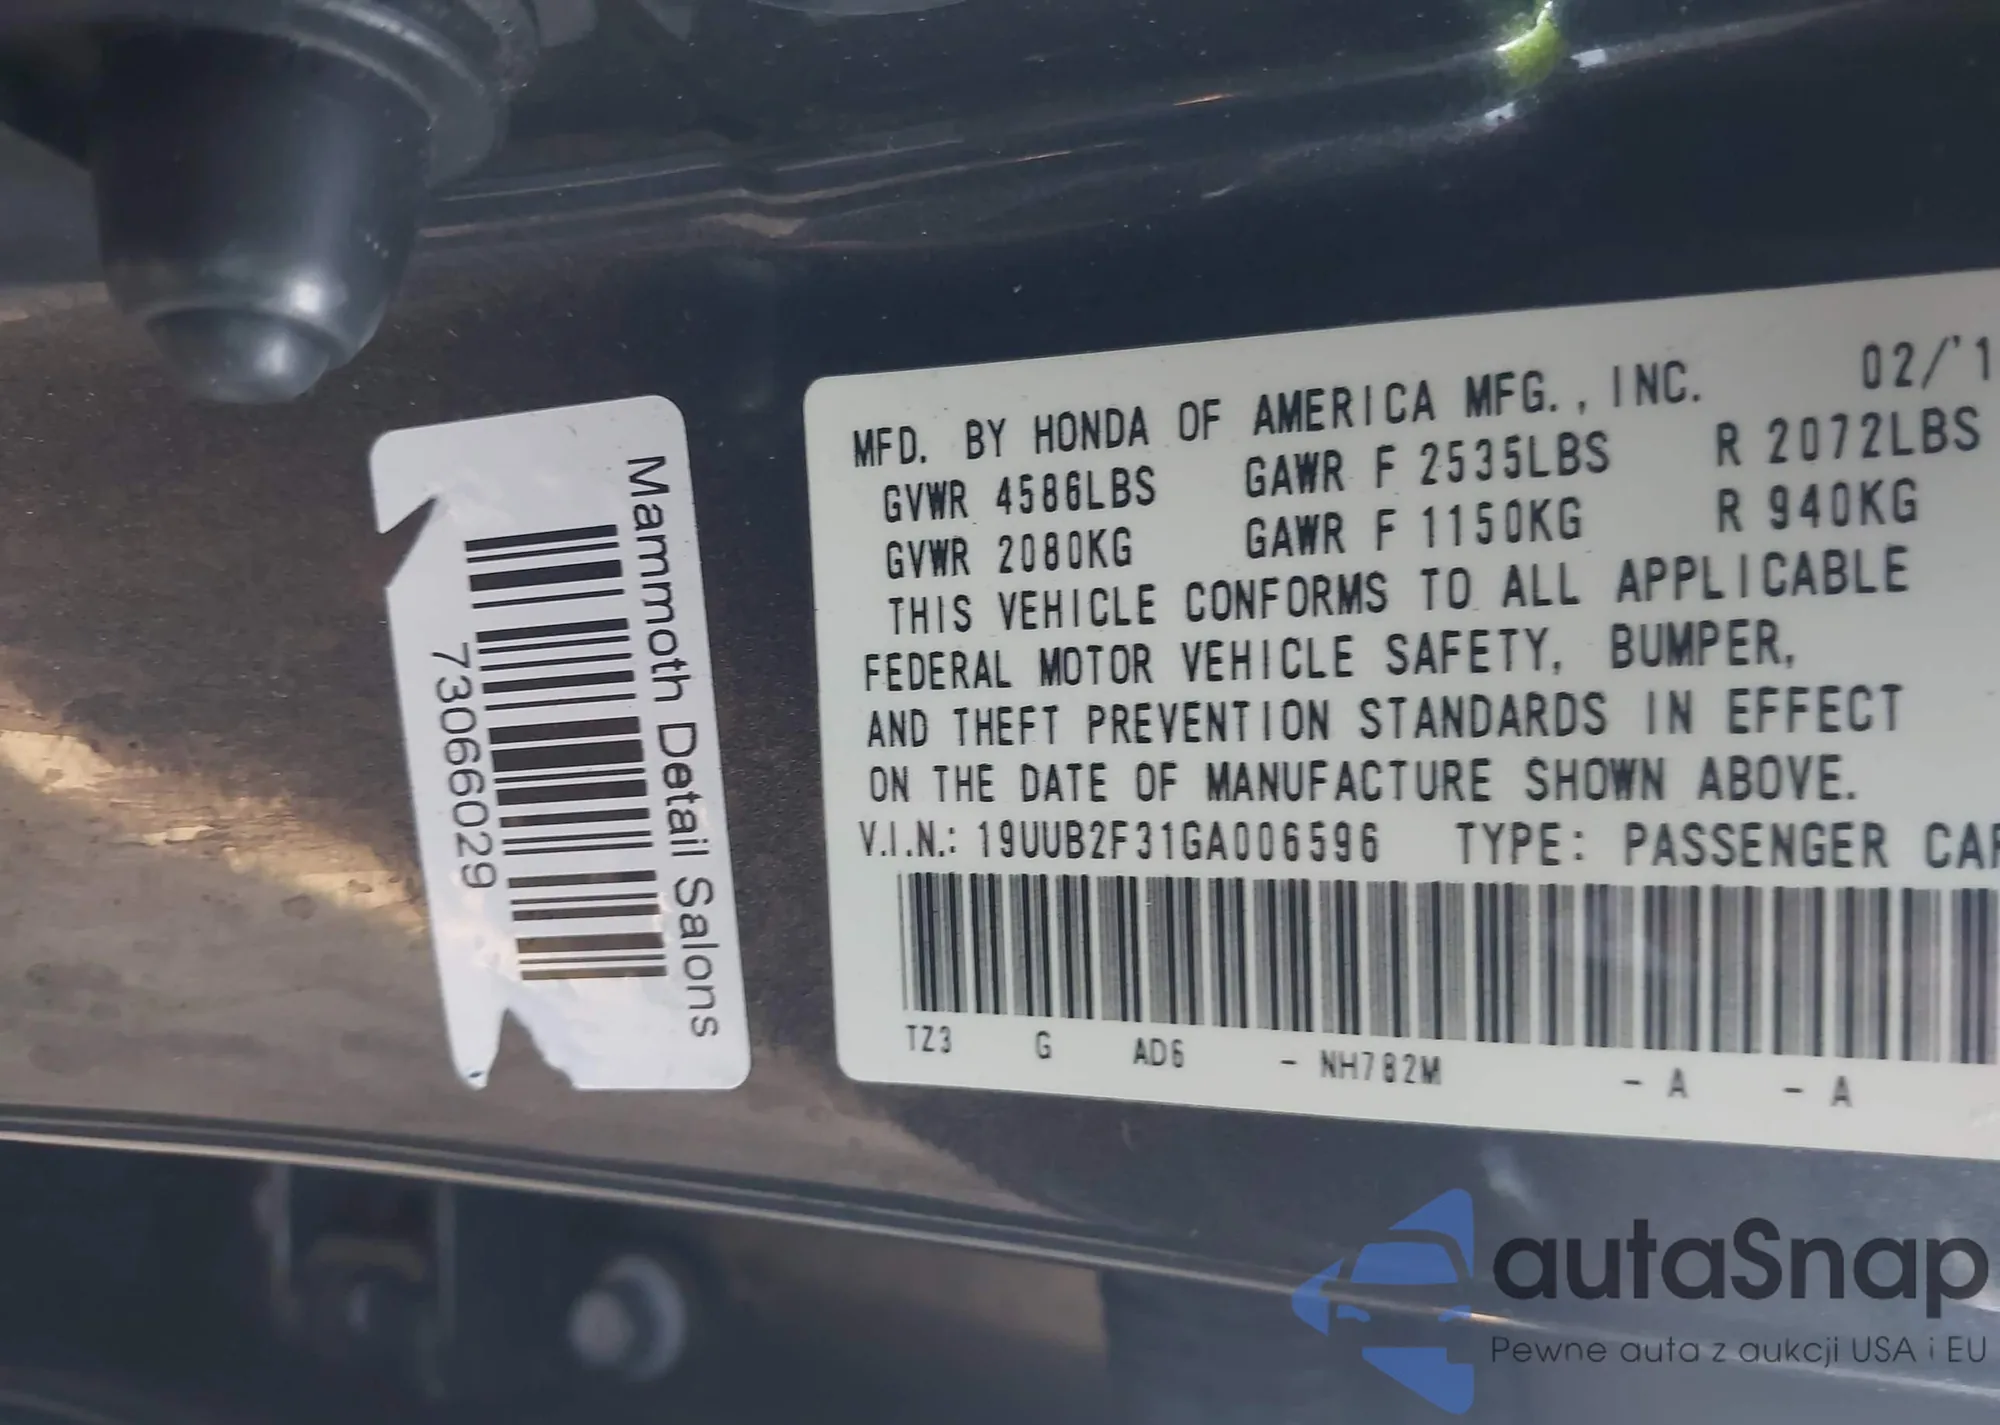 Mammoth Detail Salons
73066029
MFD. BY HONDA OF AMERICA MFG., INC. 02/'1
GVWR 4586LBS GAWR F 2535LBS R 2072LBS
GVWR 2080KG GAWR F 1150KG R 940KG
THIS VEHICLE CONFORMS TO ALL APPLICABLE
FEDERAL MOTOR VEHICLE SAFETY, BUMPER,
AND THEFT PREVENTION STANDARDS IN EFFECT
ON THE DATE OF MANUFACTURE SHOWN ABOVE.
V.I.N.: 19UUB2F31GA006596 TYPE: PASSENGER CAR
TZ3 G AD6 - NH782M - A - A
autaSnap
Pewne auta z aukcji USA i EU